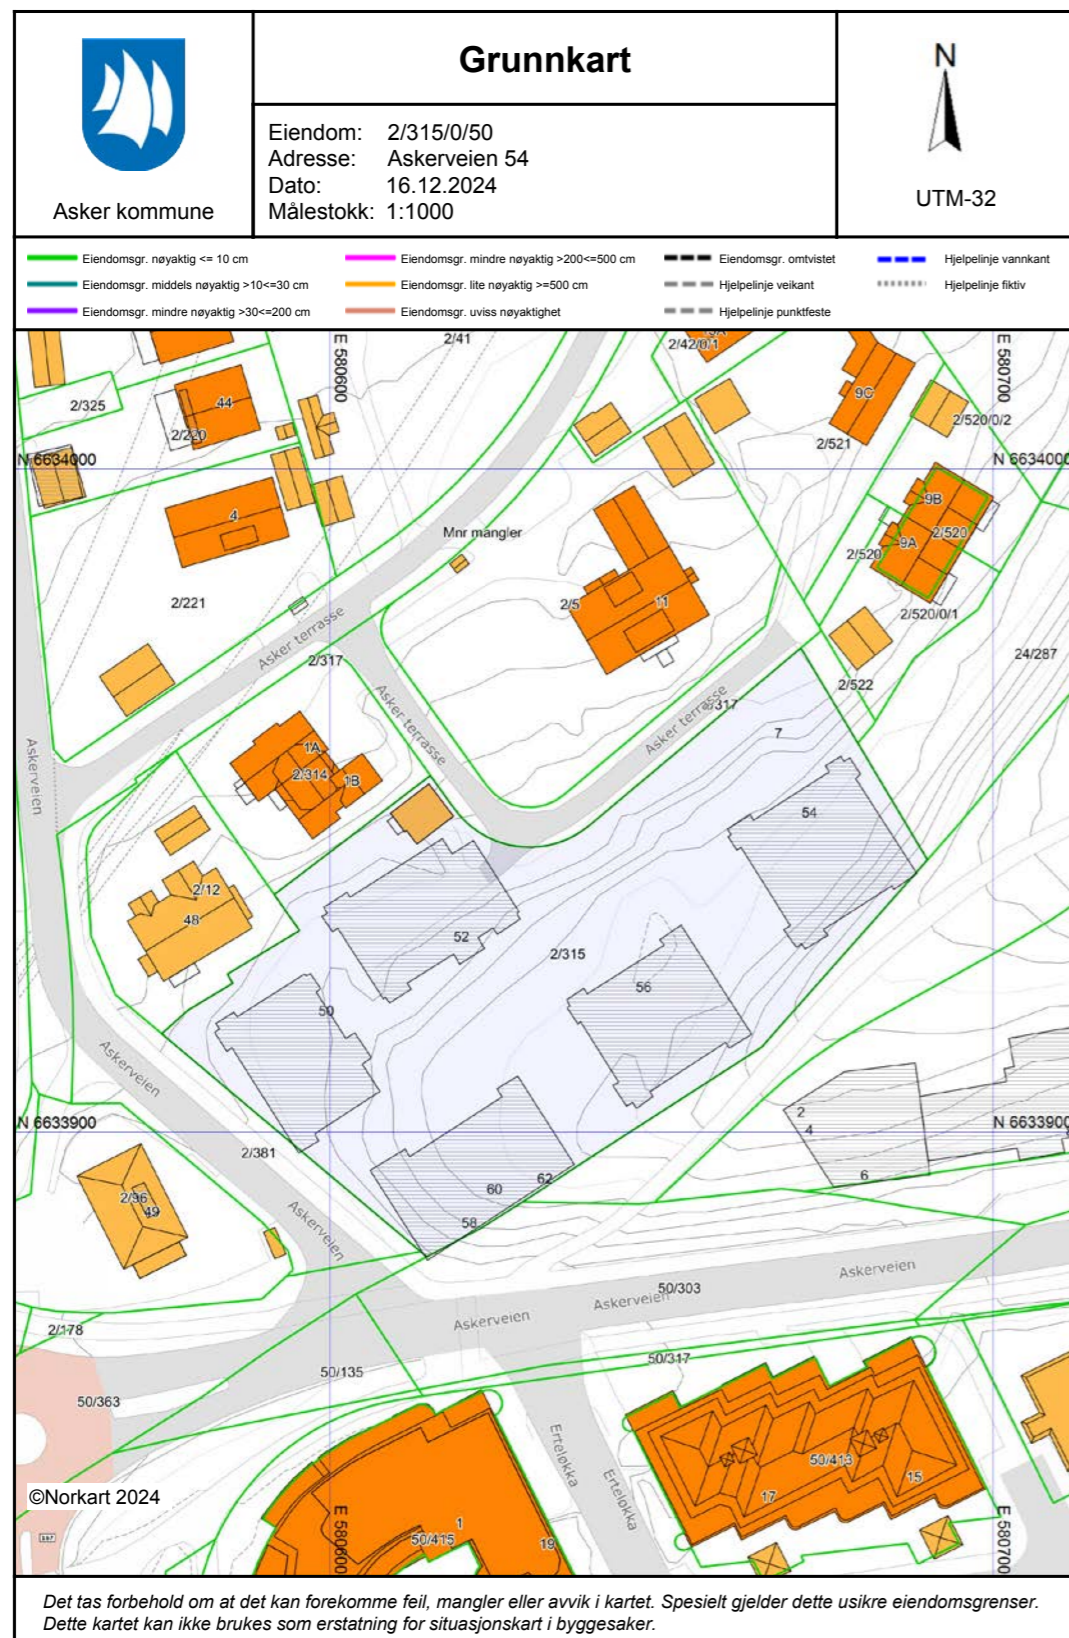 Asker kommune
Grunnkart
Eiendom: 2/315/0/50
Adresse: Askerveien 54
Dato: 16.12.2024
Målestokk: 1:1000
N
UTM-32
Eiendomsgr. nøyaktig <= 10 cm
Eiendomsgr. middels nøyaktig >10<=30 cm
Eiendomsgr. mindre nøyaktig >30<=200 cm
Eiendomsgr. mindre nøyaktig >200<=500 cm
Eiendomsgr. lite nøyaktig >=500 cm
Eiendomsgr. uviss nøyaktighet
Eiendomsgr. omtvistet
Hjelpelinje veikant
Hjelpelinje punktfeste
Hjelpelinje vannkant
Hjelpelinje fiktiv
E 580600
2/41
2/42/0/1
E 580700
9C
2/325
44
2/220
2/521
2/520/0/2
N 6634000
N 6634000
4
9B
2/520
9A
2/520
Mnr mangler
2/221
2/5
11
2/520/0/1
Asker terrasse
2/317
24/287
2/522
Asker terrasse
Asker terrasse
7
Askerveien
1A
2/314
1B
54
2/12
48
52
2/315
56
50
Askerveien
N 6633900
N 6633900
2
4
6
2/381
2/96
49
60
62
58
Askerveien
Askerveien
50/303
Askerveien
Askerveien
2/178
50/135
50/317
50/363
Erteløkka
Erteløkka
50/413
15
17
©Norkart 2024
E 580600
1
50/415
19
E 580700
Det tas forbehold om at det kan forekomme feil, mangler eller avvik i kartet. Spesielt gjelder dette usikre eiendomsgrenser.
Dette kartet kan ikke brukes som erstatning for situasjonskart i byggesaker.